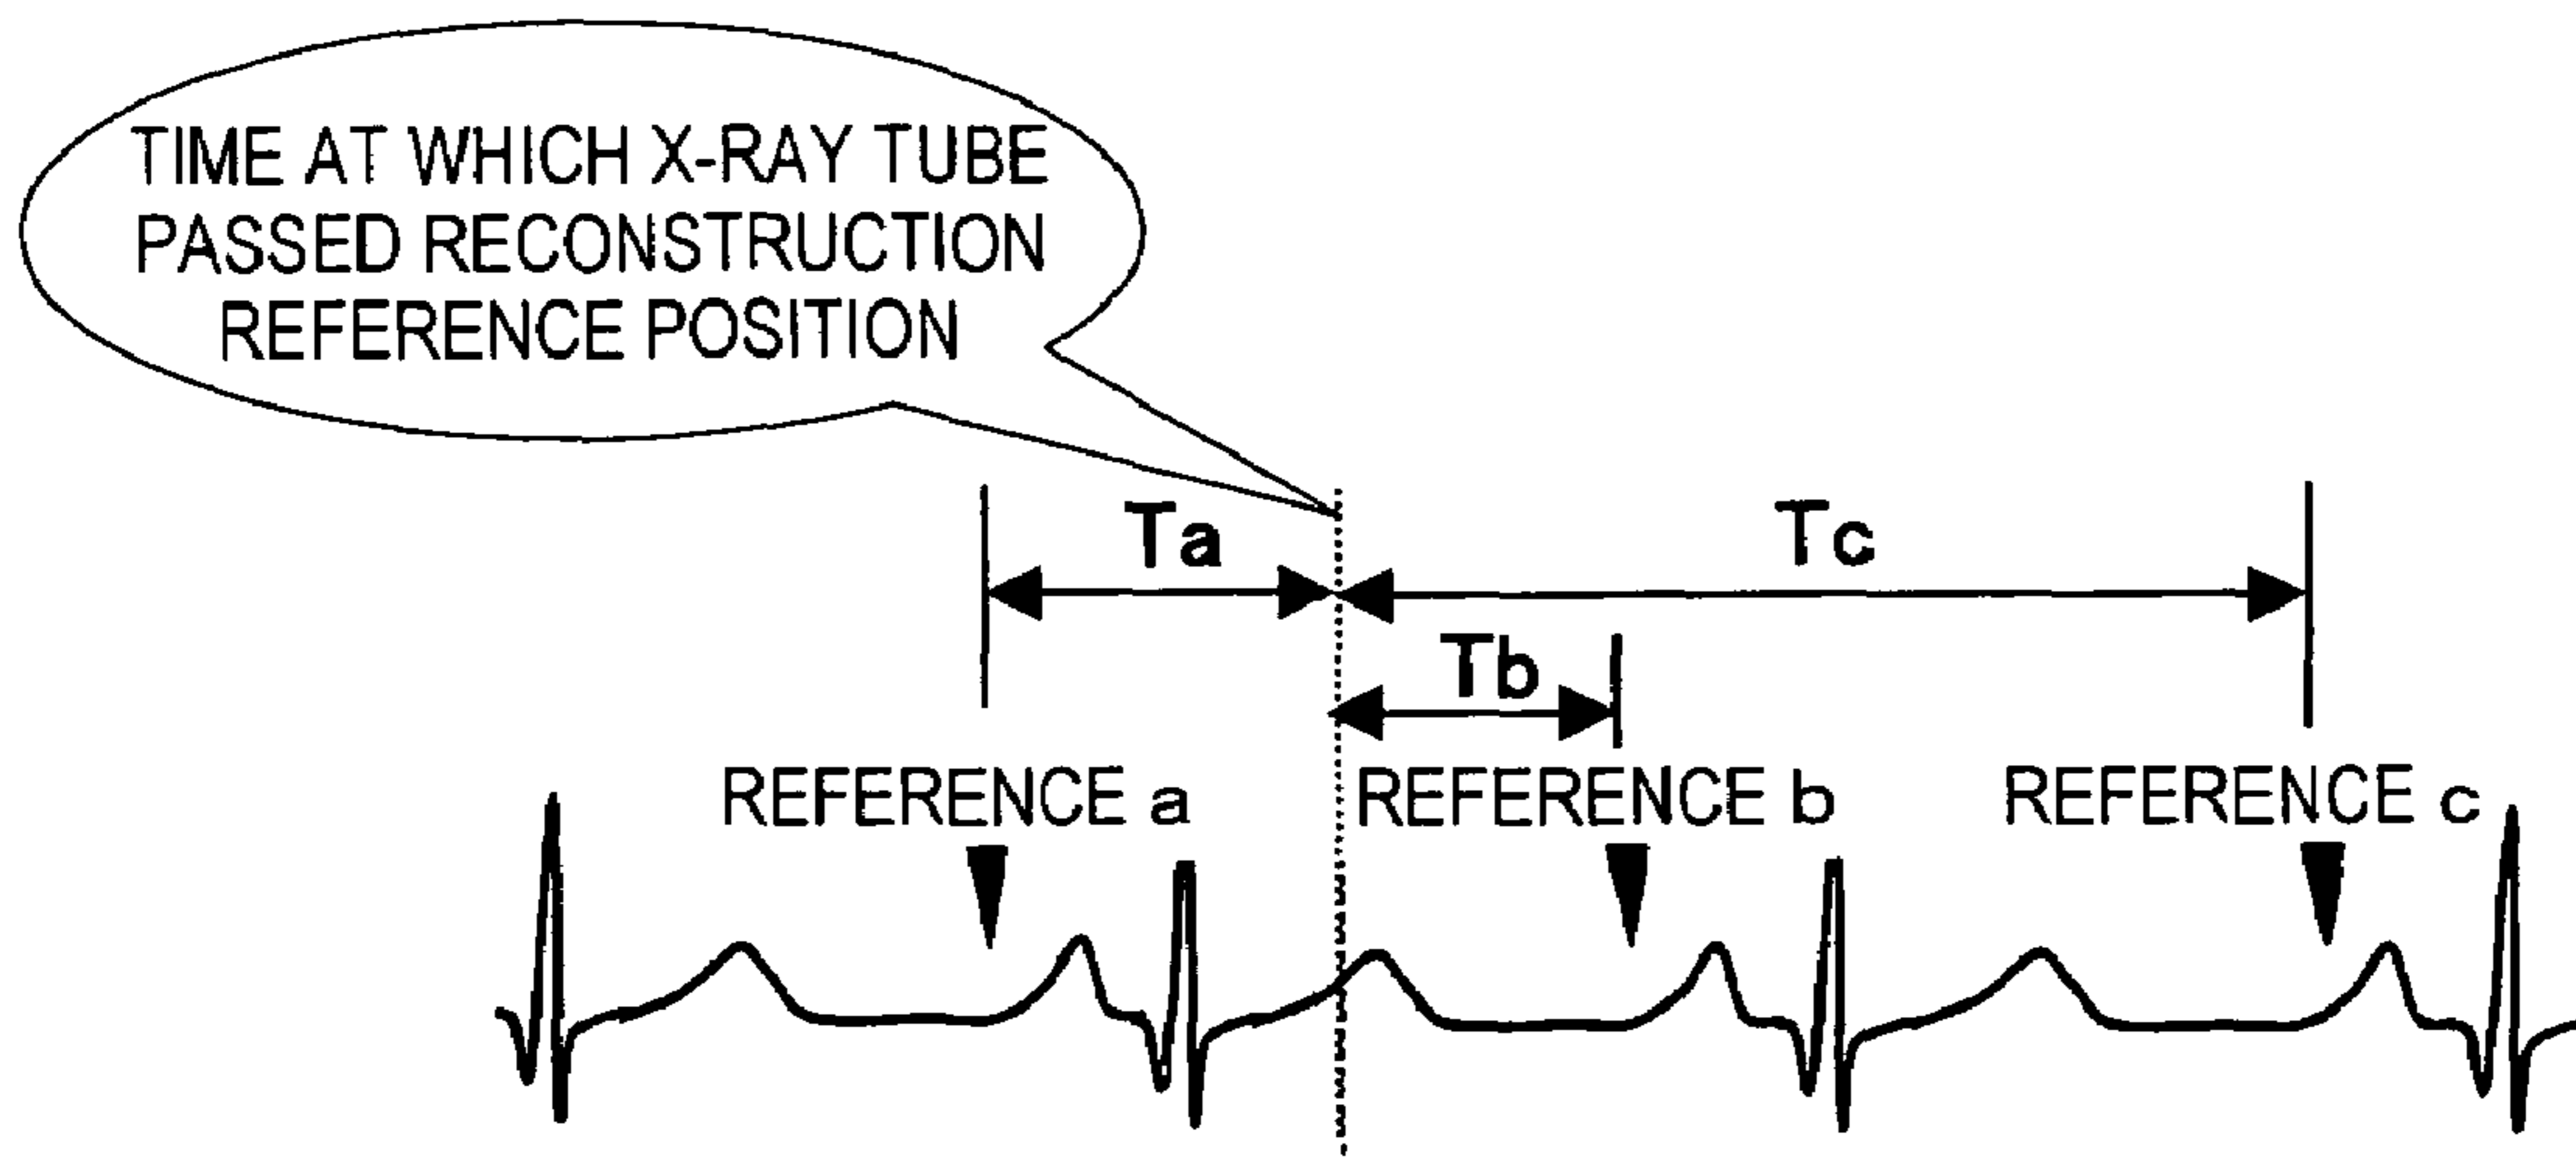 TIME AT WHICH X-RAY TUBE
PASSED RECONSTRUCTION
REFERENCE POSITION
Ta
Tc
Tb
REFERENCE a
REFERENCE b
REFERENCE c